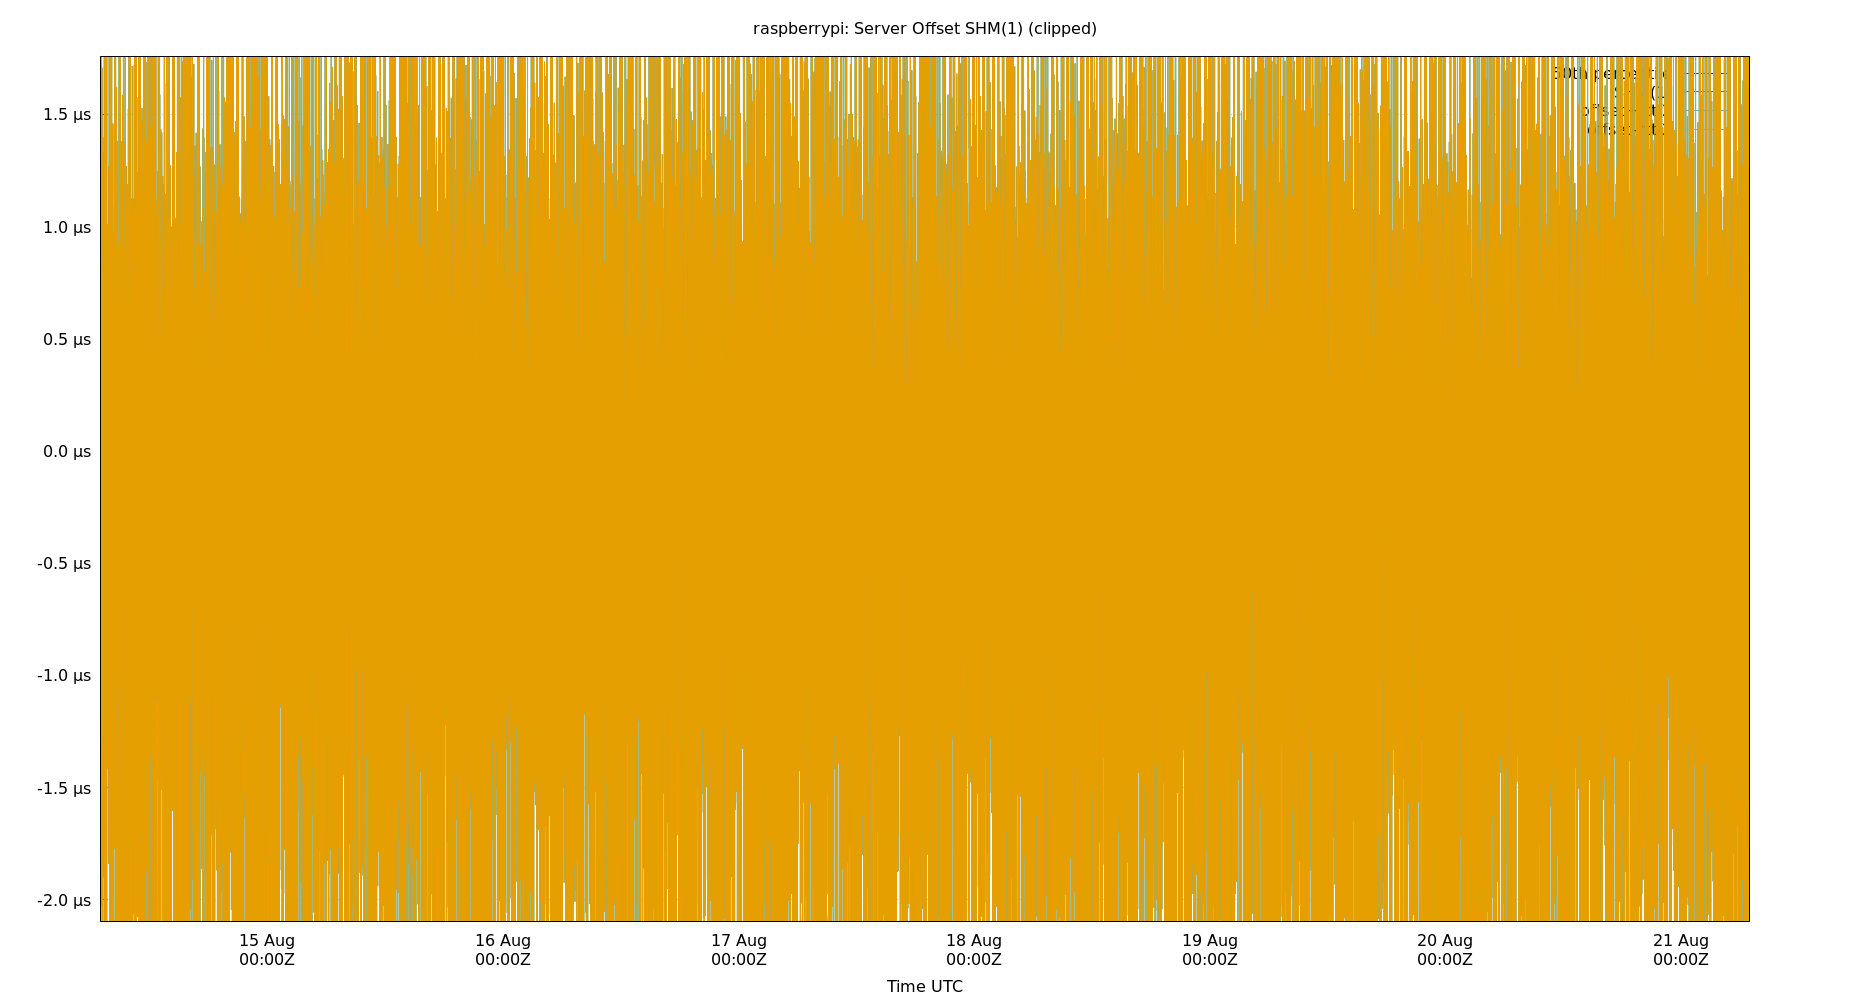 raspberrypi: Server Offset SHM(1) (clipped)
1.5 µs
1.0 µs
0.5 µs
0.0 µs
-0.5 µs
-1.0 µs
-1.5 µs
-2.0 µs
15 Aug 16 Aug 17 Aug 18 Aug 19 Aug 20 Aug 21 Aug
00:00Z 00:00Z 00:00Z 00:00Z 00:00Z 00:00Z 00:00Z
Time UTC